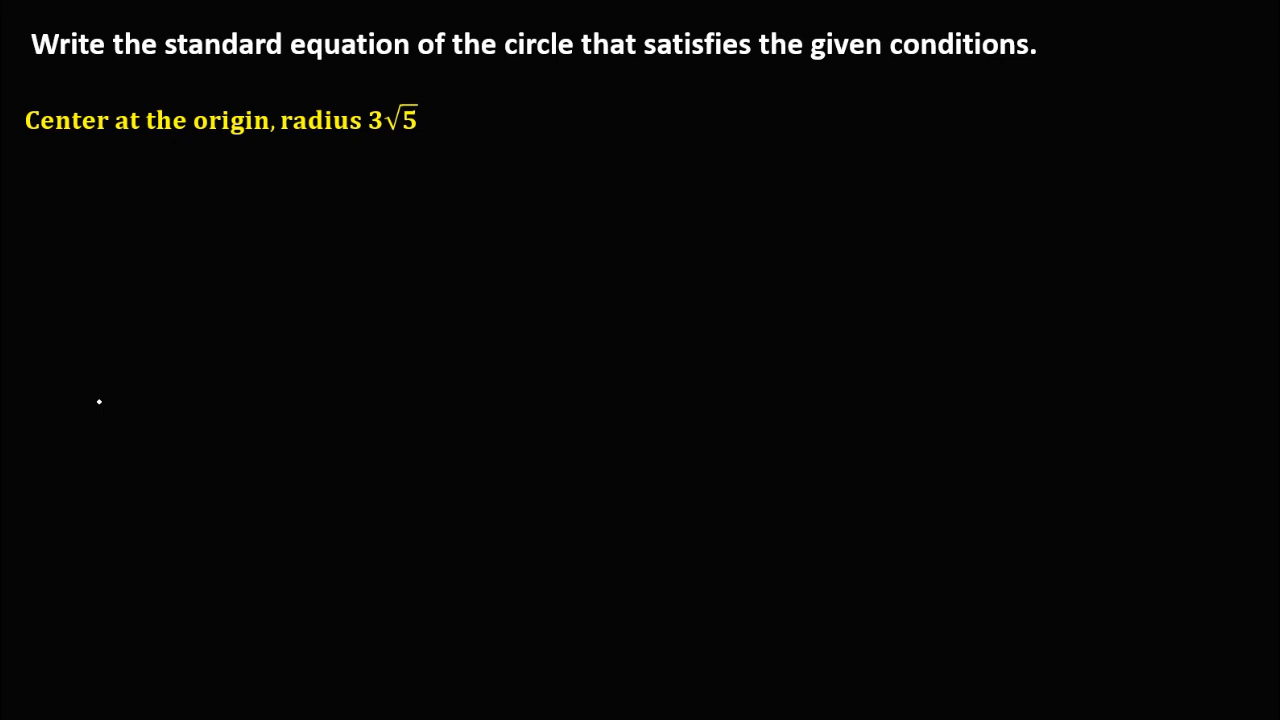 Write the standard equation of the circle that satisfies the given conditions.
Center at the origin, radius 3√5